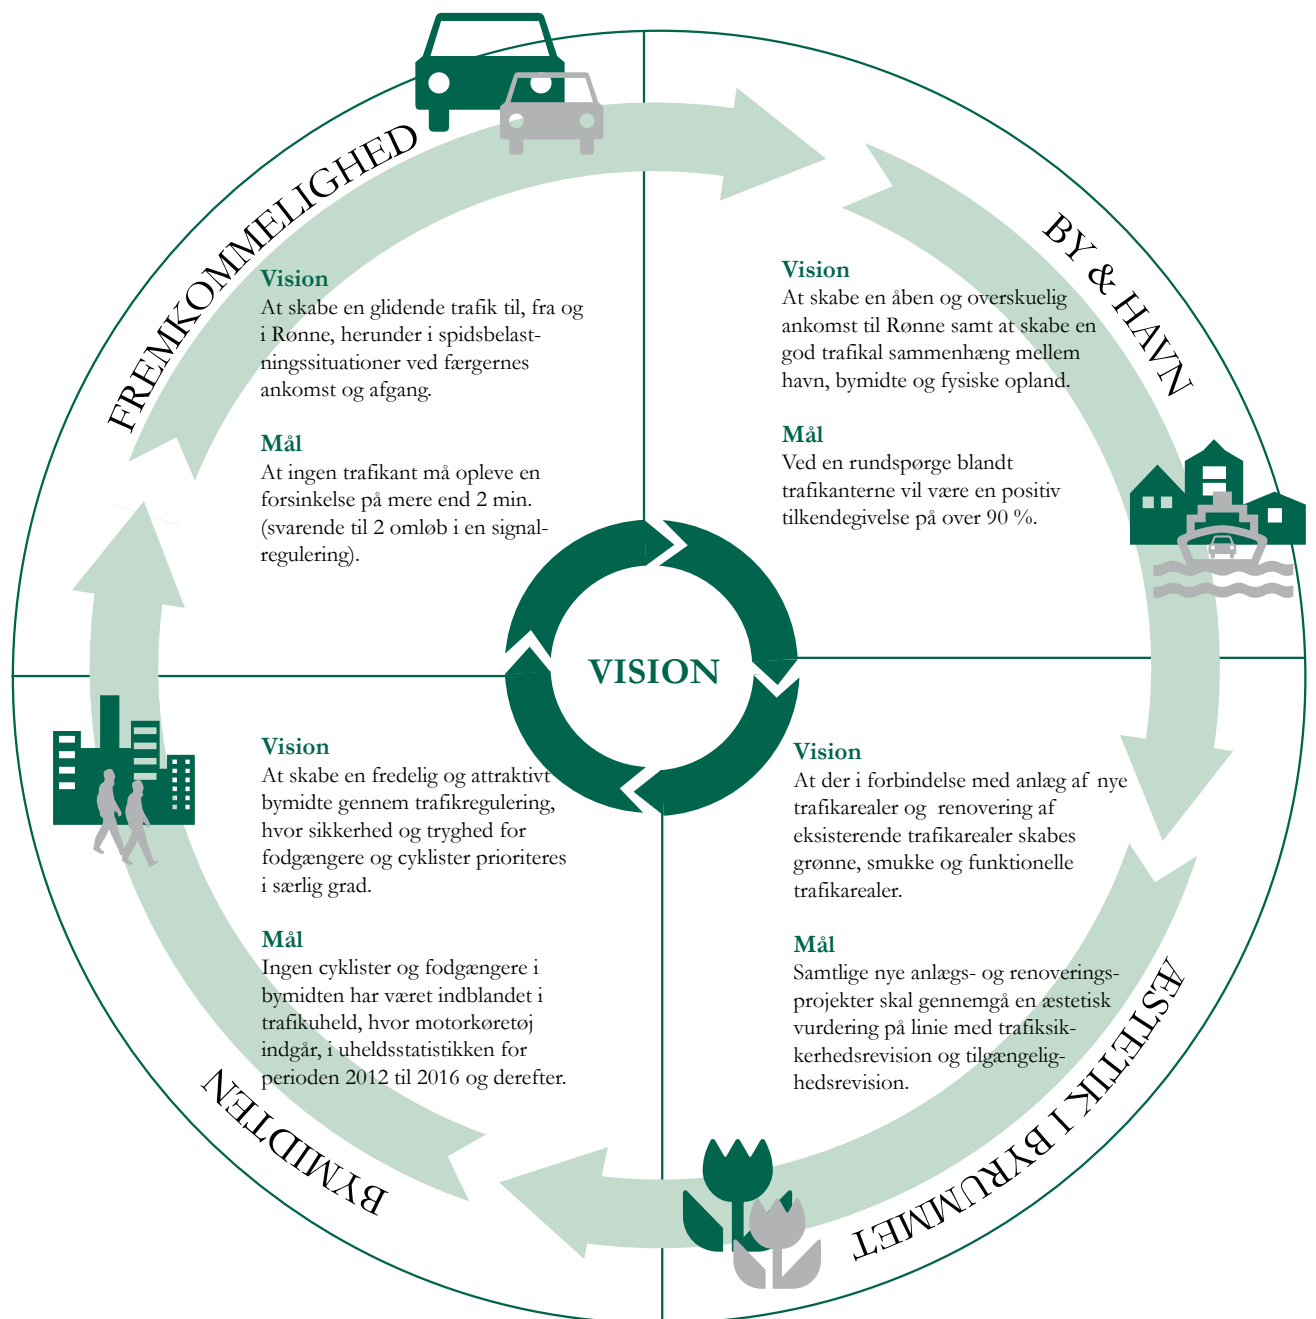 FREMKOMMELIGHED
Vision
At skabe en glidende trafik til, fra og
i Rønne, herunder i spidsbelast-
ningssituationer ved færgernes
ankomst og afgang.
Mål
At ingen trafikant må opleve en
forsinkelse på mere end 2 min.
(svarende til 2 omløb i en signal-
regulering).
BY & HAVN
Vision
At skabe en åben og overskuelig
ankomst til Rønne samt at skabe en
god trafikal sammenhæng mellem
havn, bymidte og fysiske opland.
Mål
Ved en rundspørge blandt
trafikanterne vil være en positiv
tilkendegivelse på over 90 %.
VISION
Vision
At skabe en fredelig og attraktivt
bymidte gennem trafikregulering,
hvor sikkerhed og tryghed for
fodgængere og cyklister prioriteres
i særlig grad.
Mål
Ingen cyklister og fodgængere i
bymidten har været indblandet i
trafikuheld, hvor motorkøretøj
indgår, i uheldsstatistikken for
perioden 2012 til 2016 og derefter.
BYMIDTEN
Vision
At der i forbindelse med anlæg af nye
trafikarealer og renovering af
eksisterende trafikarealer skabes
grønne, smukke og funktionelle
trafikarealer.
Mål
Samtlige nye anlægs- og renoverings-
projekter skal gennemgå en æstetisk
vurdering på linie med trafiksik-
kerhedsrevision og tilgængelig-
hedsrevision.
ÆSTETIK I BYRUMMET